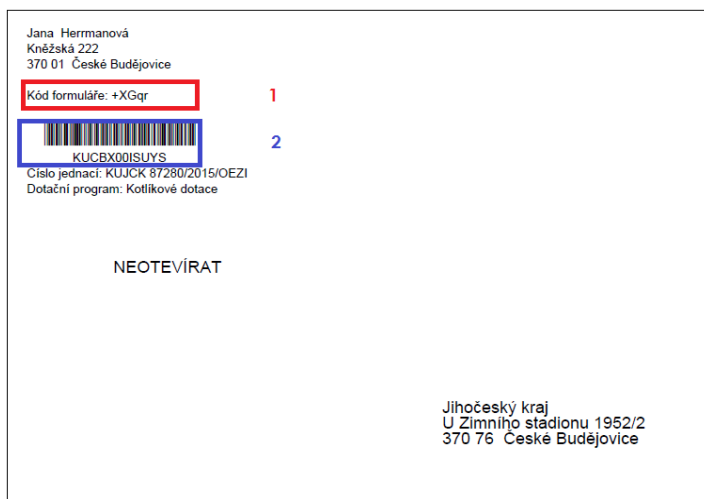 Jana Herrmanová
Kněžská 222
370 01 České Budějovice
Kód formuláře: +XGqr
1
2
KUCBX00ISUYS
Číslo jednací: KUJCK 87280/2015/OEZI
Dotační program: Kotlíkové dotace
NEOTEVÍRAT
Jihočeský kraj
U Zimního stadionu 1952/2
370 76 České Budějovice